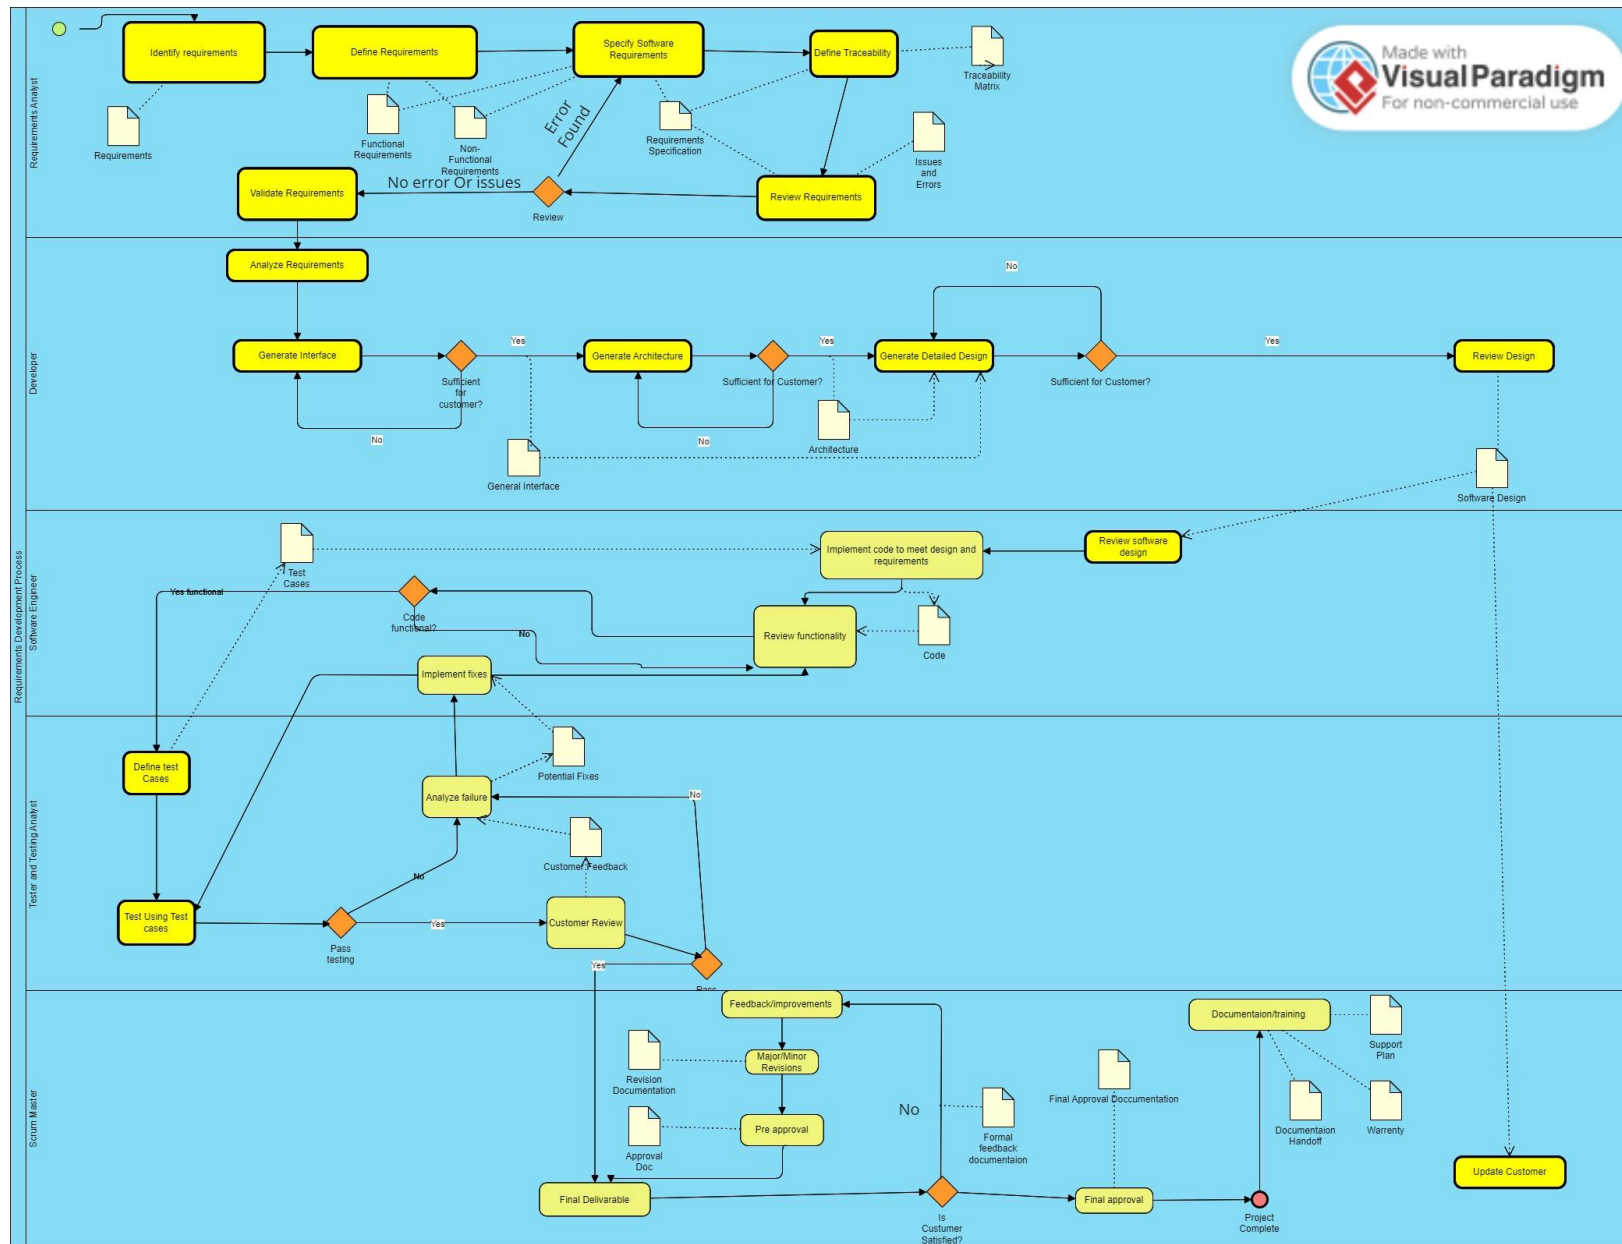 Requirements Development Process
Requirements Analyst
Identify requirements
Define Requirements
Specify Software
Requirements
Define Traceability
Traceability
Matrix
Made with
VisualParadigm
For non-commercial use
Requirements
Functional
Requirements
Non-
Functional
Requirements
Error
Found
Requirements
Specification
Issues
and
Errors
Validate Requirements
No error Or issues
Review
Review Requirements
Developer
Analyze Requirements
No
Generate Interface
Sufficient
for
customer?
Yes
No
Generate Architecture
Sufficient for Customer?
Yes
No
Generate Detailed Design
Sufficient for Customer?
Yes
Review Design
General Interface
Architecture
Software Design
Software Engineer
Test
Cases
Implement code to meet design and
requirements
Review software
design
Yes functional
Code
functional?
No
Review functionality
Code
Implement fixes
Tester and Testing Analyst
Define test
Cases
Potential Fixes
Analyze failure
No
Customer Feedback
No
Test Using Test
cases
Pass
testing
Yes
Customer Review
Yes
Pass
Scrum Master
Feedback/improvements
Documentaion/training
Support
Plan
Revision
Documentation
Major/Minor
Revisions
Final Approval Doccumentation
No
Formal
feedback
documentaion
Documentaion
Handoff
Warrenty
Approval
Doc
Pre approval
Final Delivarable
Is
Custumer
Satisfied?
Final approval
Project
Complete
Update Customer